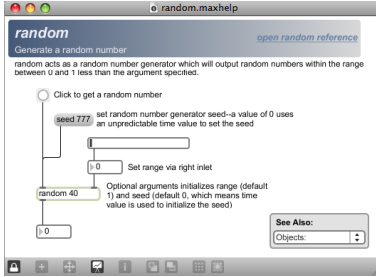 random.maxhelp
random
open random reference
Generate a random number
random acts as a random number generator which will output random numbers within the range
between 0 and 1 less than the argument specified.
Click to get a random number
seed 777
set random number generator seed--a value of 0 uses
an unpredictable time value to set the seed
0
Set range via right inlet
random 40
Optional arguments initializes range (default
1) and seed (default 0, which means time
value is used to initialize the seed)
0
See Also:
Objects: